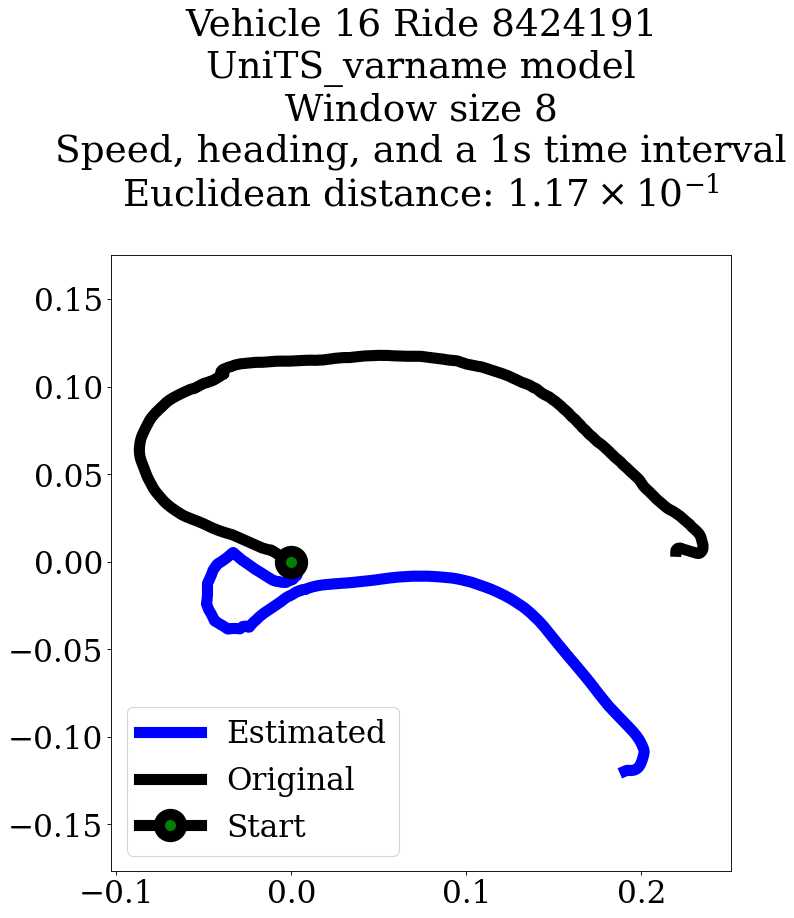 Vehicle 16 Ride 8424191
UniTS_varname model
Window size 8
Speed, heading, and a 1s time interval
Euclidean distance: 1.17 × 10⁻¹
0.15
0.10
0.05
0.00
−0.05
−0.10
−0.15
Estimated
Original
Start
−0.1
0.0
0.1
0.2